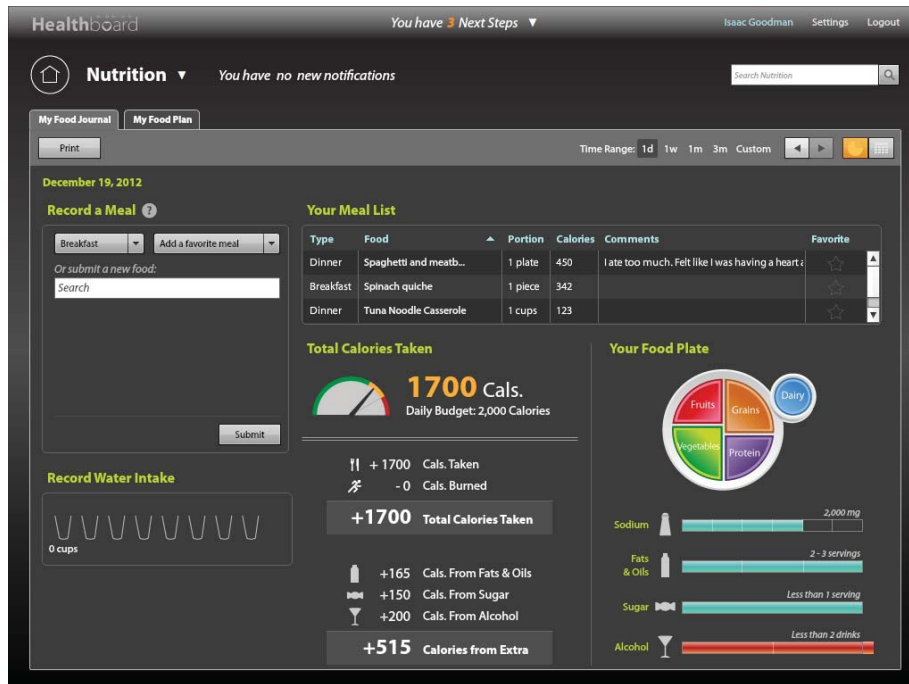 Healthboard
You have 3 Next Steps ▼
Isaac Goodman Settings Logout
Nutrition ▼
You have no new notifications
Search Nutrition
My Food Journal
My Food Plan
Print
Time Range: 1d 1w 1m 3m Custom
December 19, 2012
Record a Meal ?
Breakfast
Add a favorite meal
Or submit a new food:
Search
Submit
Record Water Intake
0 cups
Your Meal List
Type Food Portion Calories Comments Favorite
Dinner Spaghetti and meatb... 1 plate 450 I ate too much. Felt like I was having a heart a
Breakfast Spinach quiche 1 piece 342
Dinner Tuna Noodle Casserole 1 cups 123
Total Calories Taken
1700 Cals.
Daily Budget: 2,000 Calories
+ 1700 Cals. Taken
- 0 Cals. Burned
+1700 Total Calories Taken
+165 Cals. From Fats & Oils
+150 Cals. From Sugar
+200 Cals. From Alcohol
+515 Calories from Extra
Your Food Plate
Fruits
Grains
Dairy
Vegetables
Protein
2,000 mg
Sodium
2 - 3 servings
Fats
& Oils
Less than 1 serving
Sugar
Less than 2 drinks
Alcohol